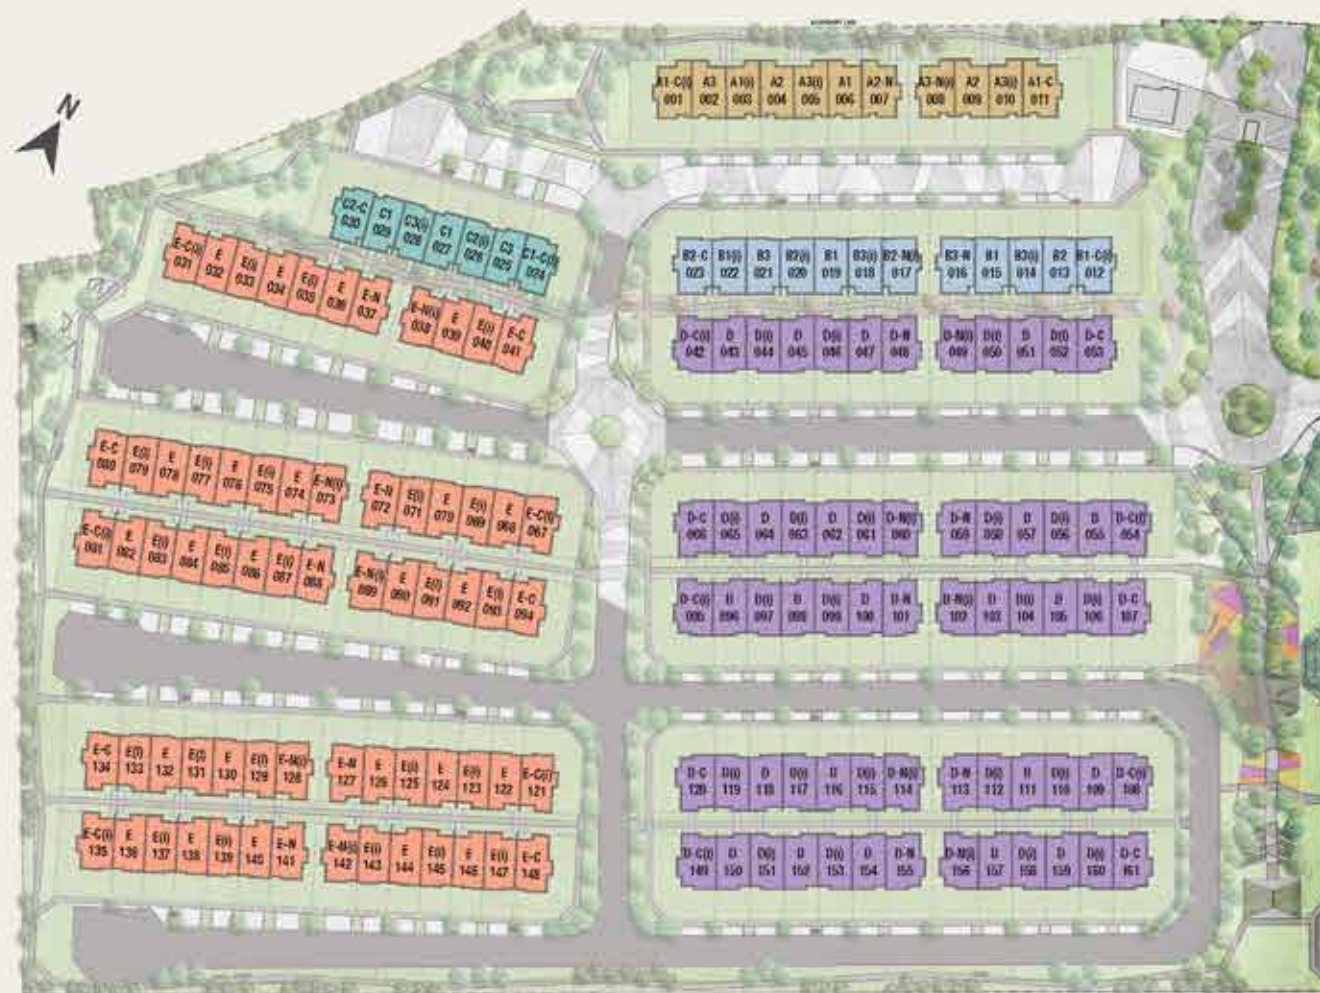 N
A1-C(i) A3 A1(i) A2 A3(i) A1 A2-N
001 002 003 004 005 006 007
A3-N(i) A2 A3(i) A1-C
008 009 010 011
C2-C C1 C3(i) C1 C2(i) C3 C1-C(i)
030 029 028 027 026 025 024
B2-C B1(i) B3 B2(i) B1 B3(i) B2-N(i)
023 022 021 020 019 018 017
B3-N B1 B3(i) B2 B1-C(i)
016 015 014 013 012
E-C(i) E E(i) E E(i) E E-N
031 032 033 034 035 036 037
E-N(i) E E(i) E-C
038 039 040 041
D-C(i) D D(i) D D(i) D D-N
042 043 044 045 046 047 048
D-N(i) D(i) D D(i) D-C
049 050 051 052 053
E-C E(i) E E(i) E E(i) E E-N(i)
080 079 078 077 076 075 074 073
E-N E(i) E E(i) E E-C(i)
072 071 070 069 068 067
D-C D(i) D D(i) D D(i) D-N(i)
066 065 064 063 062 061 060
D-N D(i) D D(i) D D-C(i)
059 058 057 056 055 054
E-C(i) E E(i) E E(i) E E(i) E-N
081 082 083 084 085 086 087 088
E-N(i) E E(i) E E(i) E-C
089 090 091 092 093 094
D-C(i) D D(i) D D(i) D D-N
095 096 097 098 099 100 101
D-N(i) D D(i) D D(i) D-C
102 103 104 105 106 107
E-C E(i) E E(i) E E(i) E-N(i)
134 133 132 131 130 129 128
E-N E E(i) E E(i) E E-C(i)
127 126 125 124 123 122 121
D-C D(i) D D(i) D D(i) D-N(i)
120 119 118 117 116 115 114
D-N D(i) D D(i) D D-C(i)
113 112 111 110 109 108
E-C(i) E E(i) E E(i) E E-N
135 136 137 138 139 140 141
E-N(i) E(i) E E(i) E E(i) E-C
142 143 144 145 146 147 148
D-C(i) D D(i) D D(i) D D-N
149 150 151 152 153 154 155
D-N(i) D D(i) D D(i) D-C
156 157 158 159 160 161